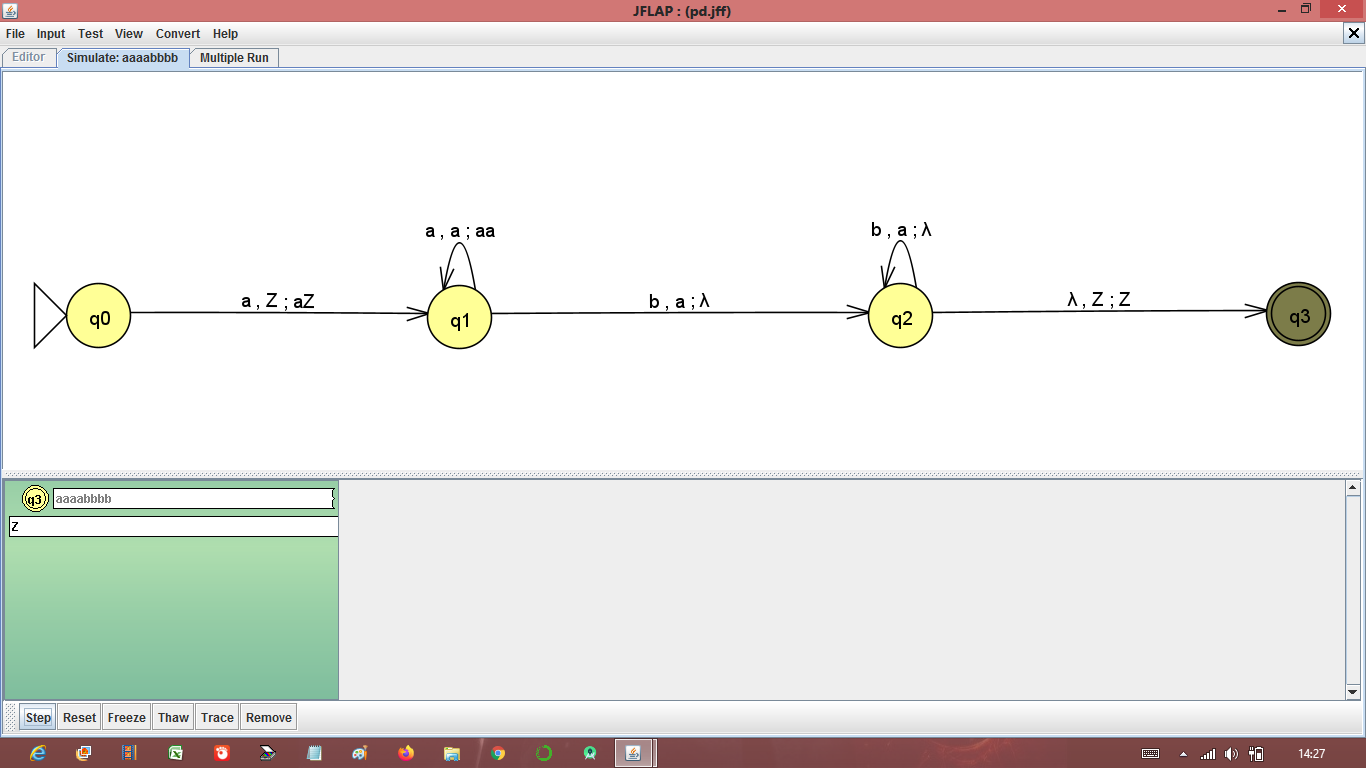 JFLAP : (pd.jff)
File Input Test View Convert Help
Editor Simulate: aaaabbbb Multiple Run
a , a ; aa
b , a ; λ
q0
a , Z ; aZ
q1
b , a ; λ
q2
λ , Z ; Z
q3
q3 aaaabbbb
Z
Step Reset Freeze Thaw Trace Remove
14:27